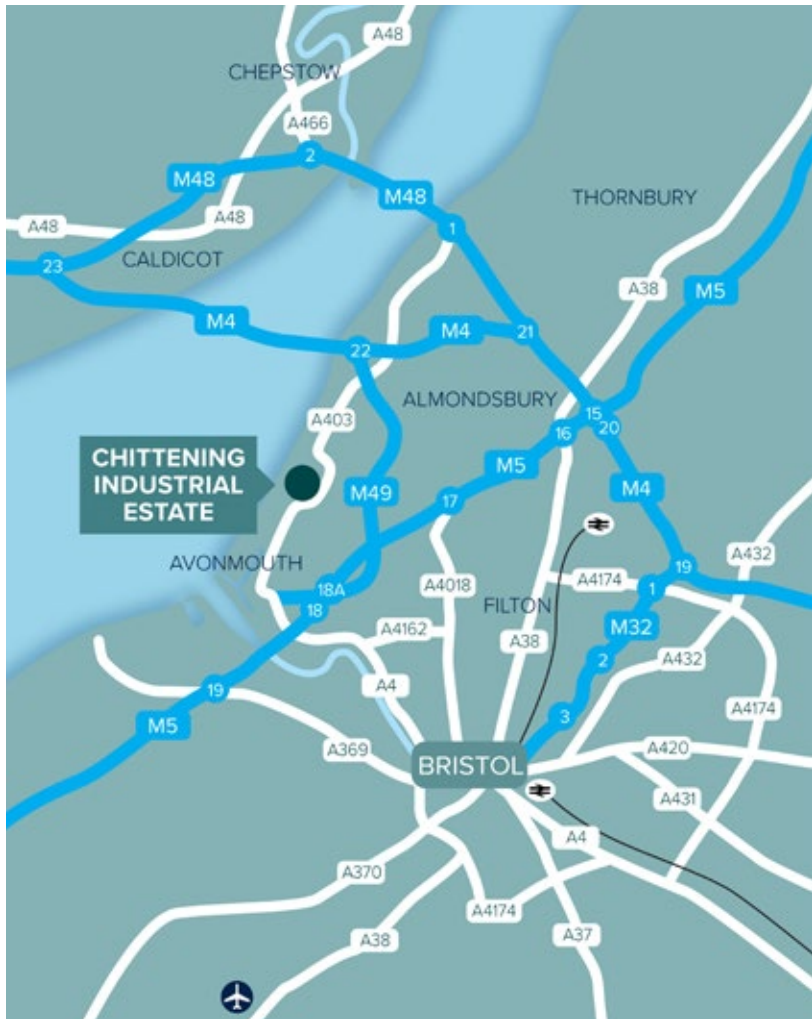 A48
CHEPSTOW
A466
2
M48
M48
THORNBURY
A48
A48
1
CALDICOT
23
A38
M5
M4
M4
21
22
ALMONDSBURY
15
A403
16
20
CHITTENING
INDUSTRIAL
ESTATE
M5
M4
M49
17
AVONMOUTH
A432
18A
A4018
A4174
19
1
18
FILTON
A4162
A38
M32
A432
2
A4
19
3
A4174
M5
A369
A420
BRISTOL
A431
A4
A370
A4174
A38
A37